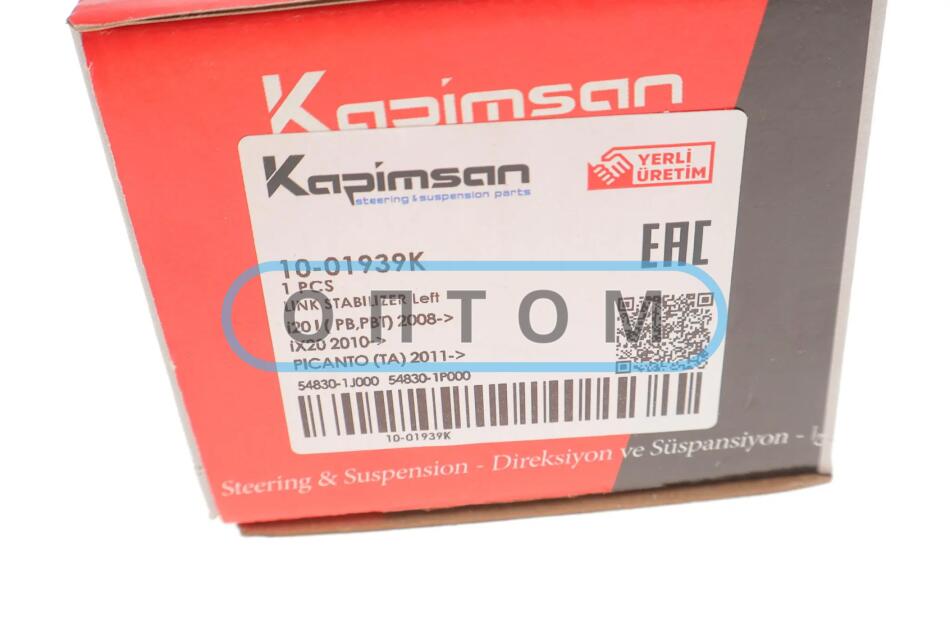 Kapimsan
Kapimsan
steering & suspension parts
YERLİ
ÜRETİM
EAC
10-01939K
1 PCS
LINK STABILIZER Left
i20 I ( PB,PBT) 2008->
iX20 2010->
PICANTO (TA) 2011->
54830-1J000 54830-1P000
10-01939K
ОПТОМ
Steering & Suspension - Direksiyon ve Süspansiyon -